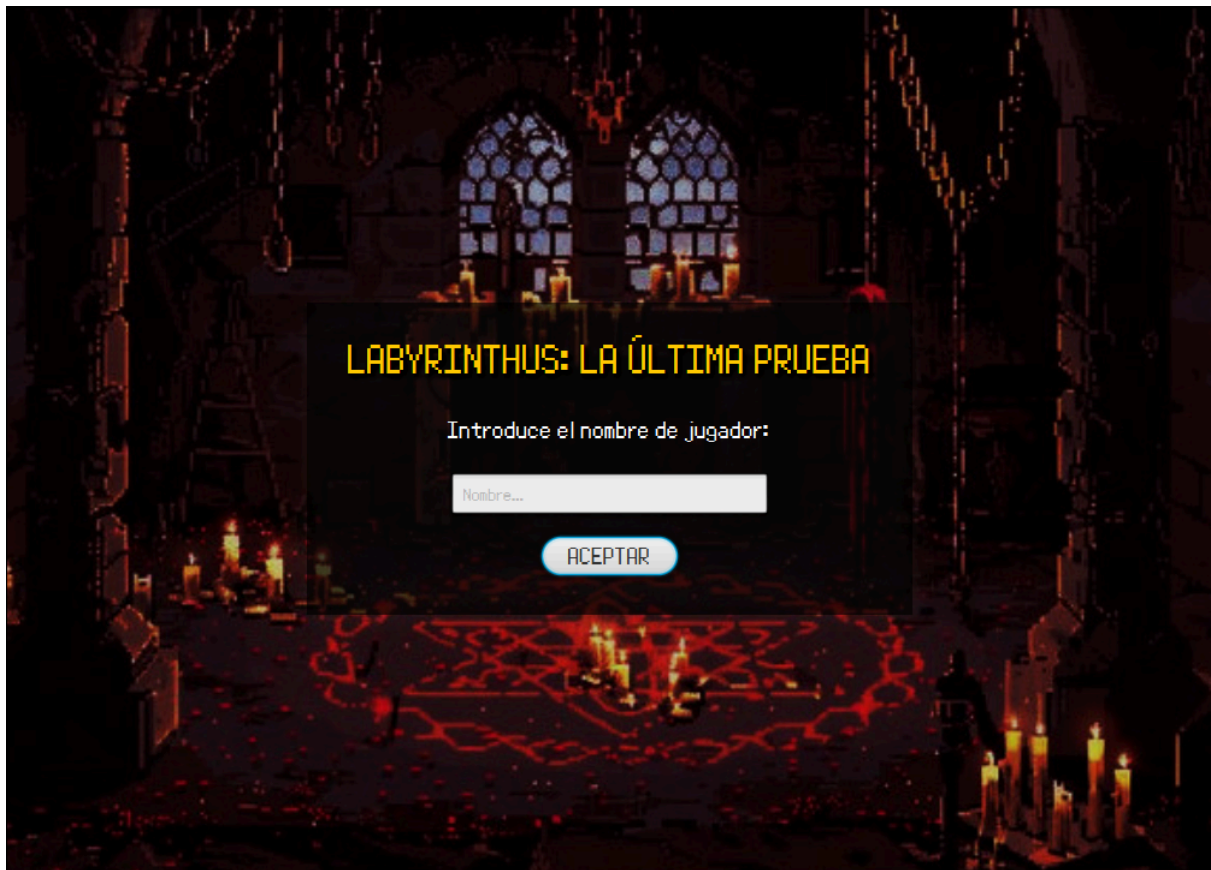 LABYRINTHUS: LA ÚLTIMA PRUEBA
Introduce el nombre de jugador:
Nombre...
ACEPTAR